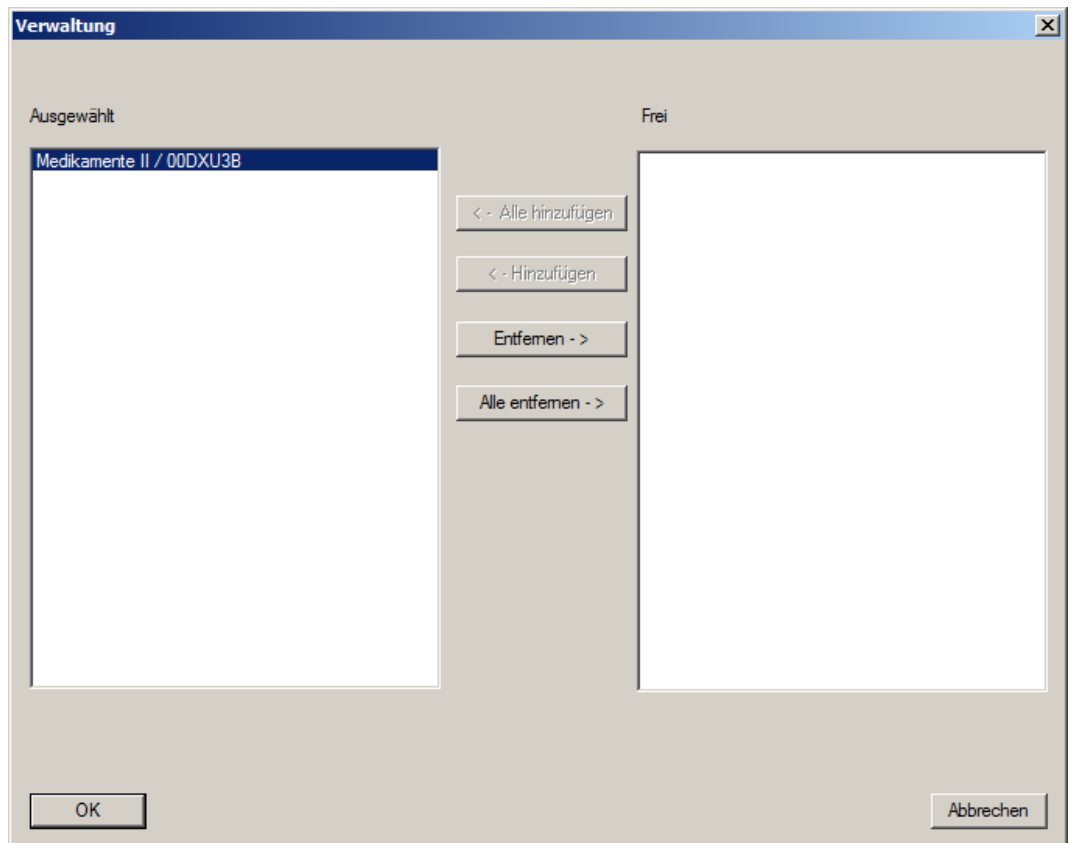 Verwaltung
Ausgewählt
Frei
Medikamente II / 00DXU3B
< - Alle hinzufügen
< - Hinzufügen
Entfernen - >
Alle entfernen - >
OK
Abbrechen